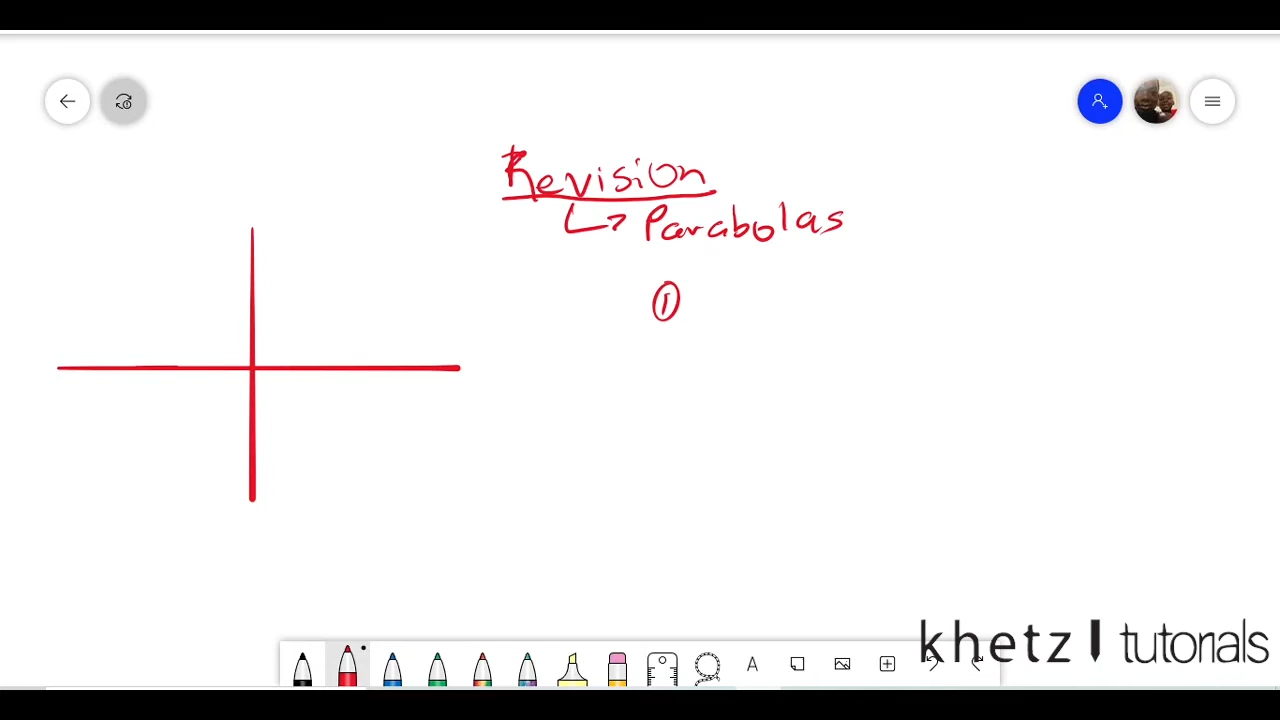 Revision
↳ Parabolas
①
khetz | tutorials